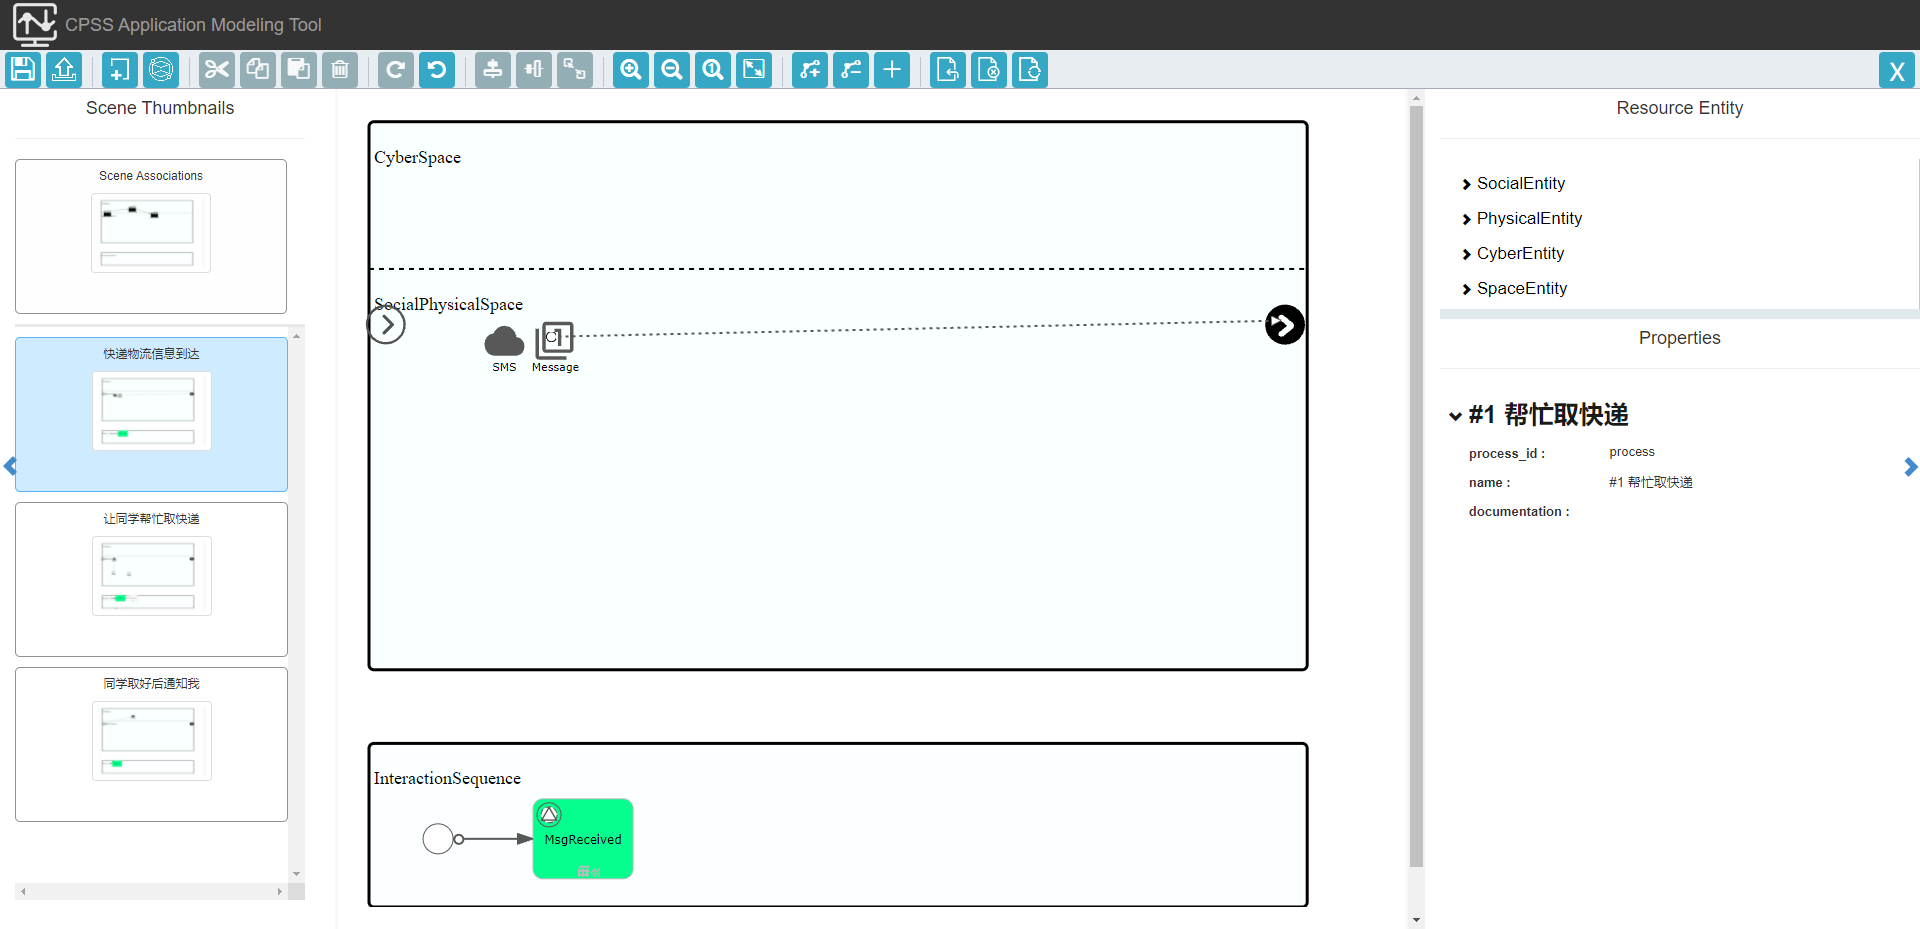 CPSS Application Modeling Tool
X
Scene Thumbnails
Scene Associations
快递物流信息到达
让同学帮忙取快递
同学取好后通知我
CyberSpace
SocialPhysicalSpace
SMS
Message
InteractionSequence
MsgReceived
Resource Entity
SocialEntity
PhysicalEntity
CyberEntity
SpaceEntity
Properties
#1 帮忙取快递
process_id : process
name : #1 帮忙取快递
documentation :